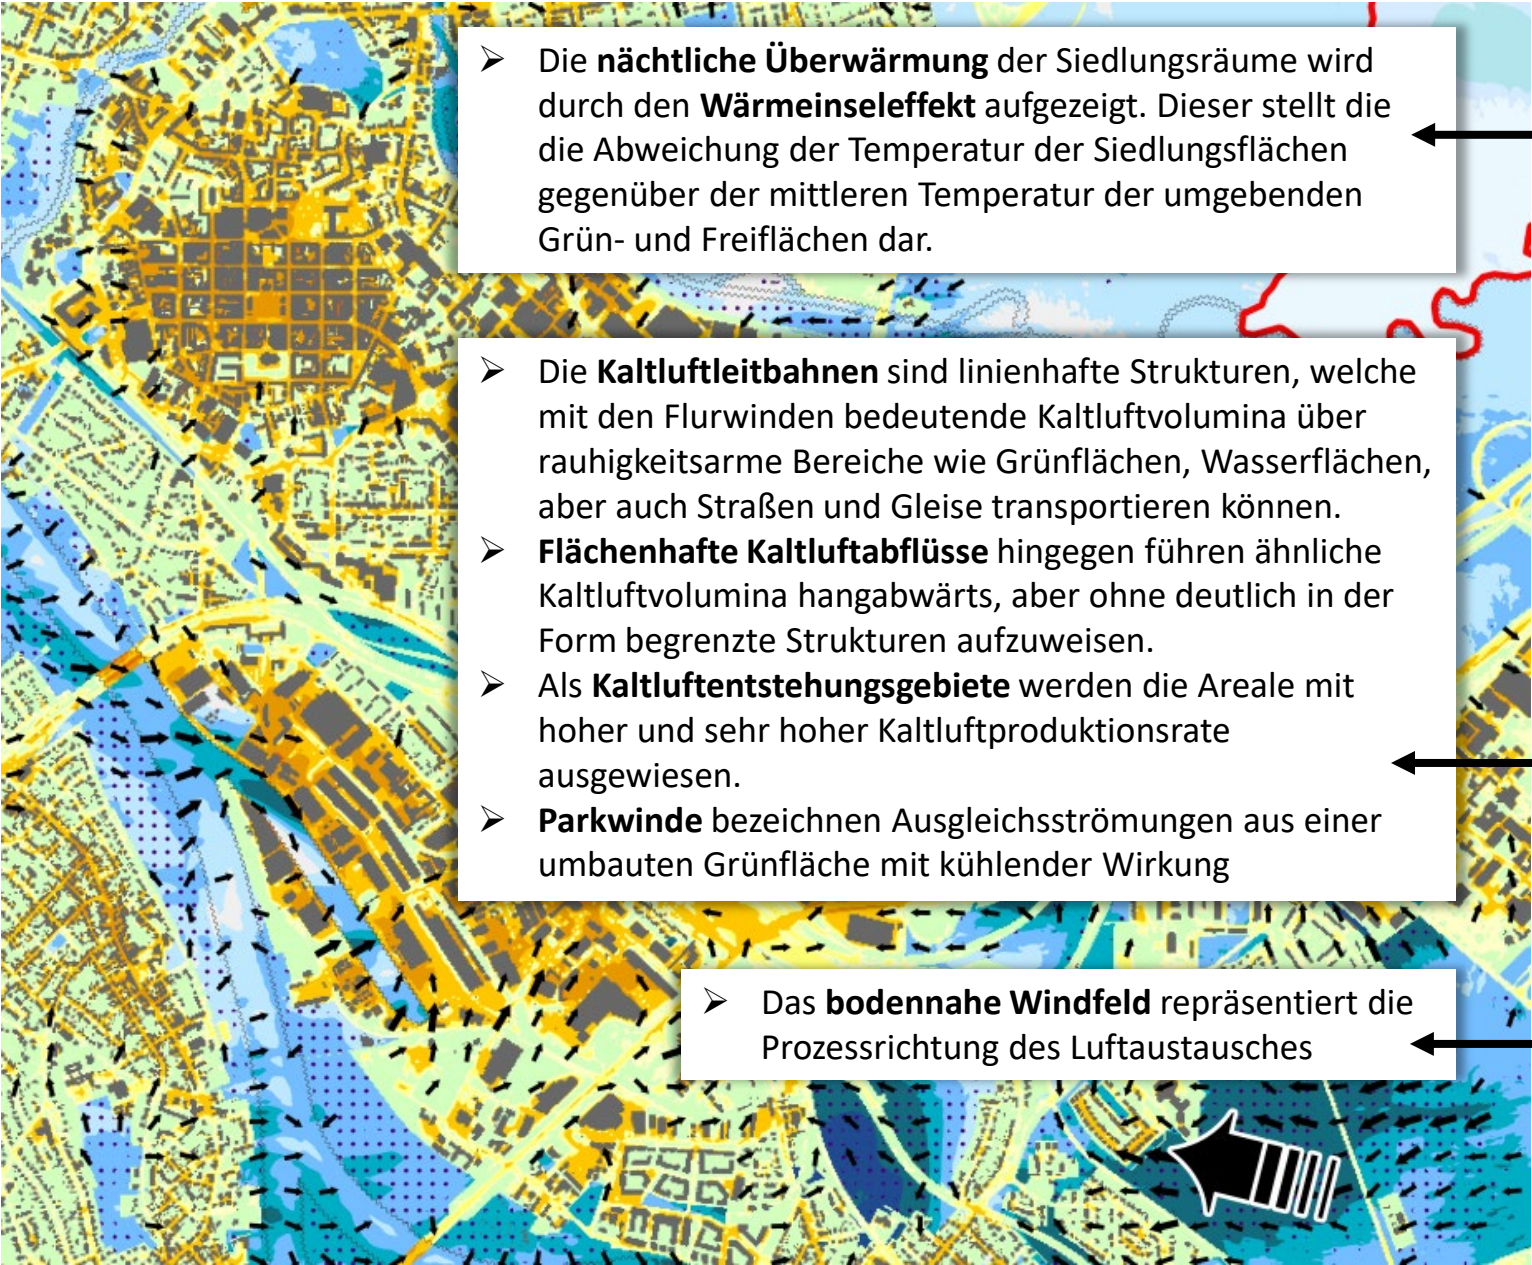 ➢ Die nächtliche Überwärmung der Siedlungsräume wird
durch den Wärmeinseleffekt aufgezeigt. Dieser stellt die
die Abweichung der Temperatur der Siedlungsflächen
gegenüber der mittleren Temperatur der umgebenden
Grün- und Freiflächen dar.
➢ Die Kaltluftleitbahnen sind linienhafte Strukturen, welche
mit den Flurwinden bedeutende Kaltluftvolumina über
rauhigkeitsarme Bereiche wie Grünflächen, Wasserflächen,
aber auch Straßen und Gleise transportieren können.
➢ Flächenhafte Kaltluftabflüsse hingegen führen ähnliche
Kaltluftvolumina hangabwärts, aber ohne deutlich in der
Form begrenzte Strukturen aufzuweisen.
➢ Als Kaltluftentstehungsgebiete werden die Areale mit
hoher und sehr hoher Kaltluftproduktionsrate
ausgewiesen.
➢ Parkwinde bezeichnen Ausgleichsströmungen aus einer
umbauten Grünfläche mit kühlender Wirkung
➢ Das bodennahe Windfeld repräsentiert die
Prozessrichtung des Luftaustausches